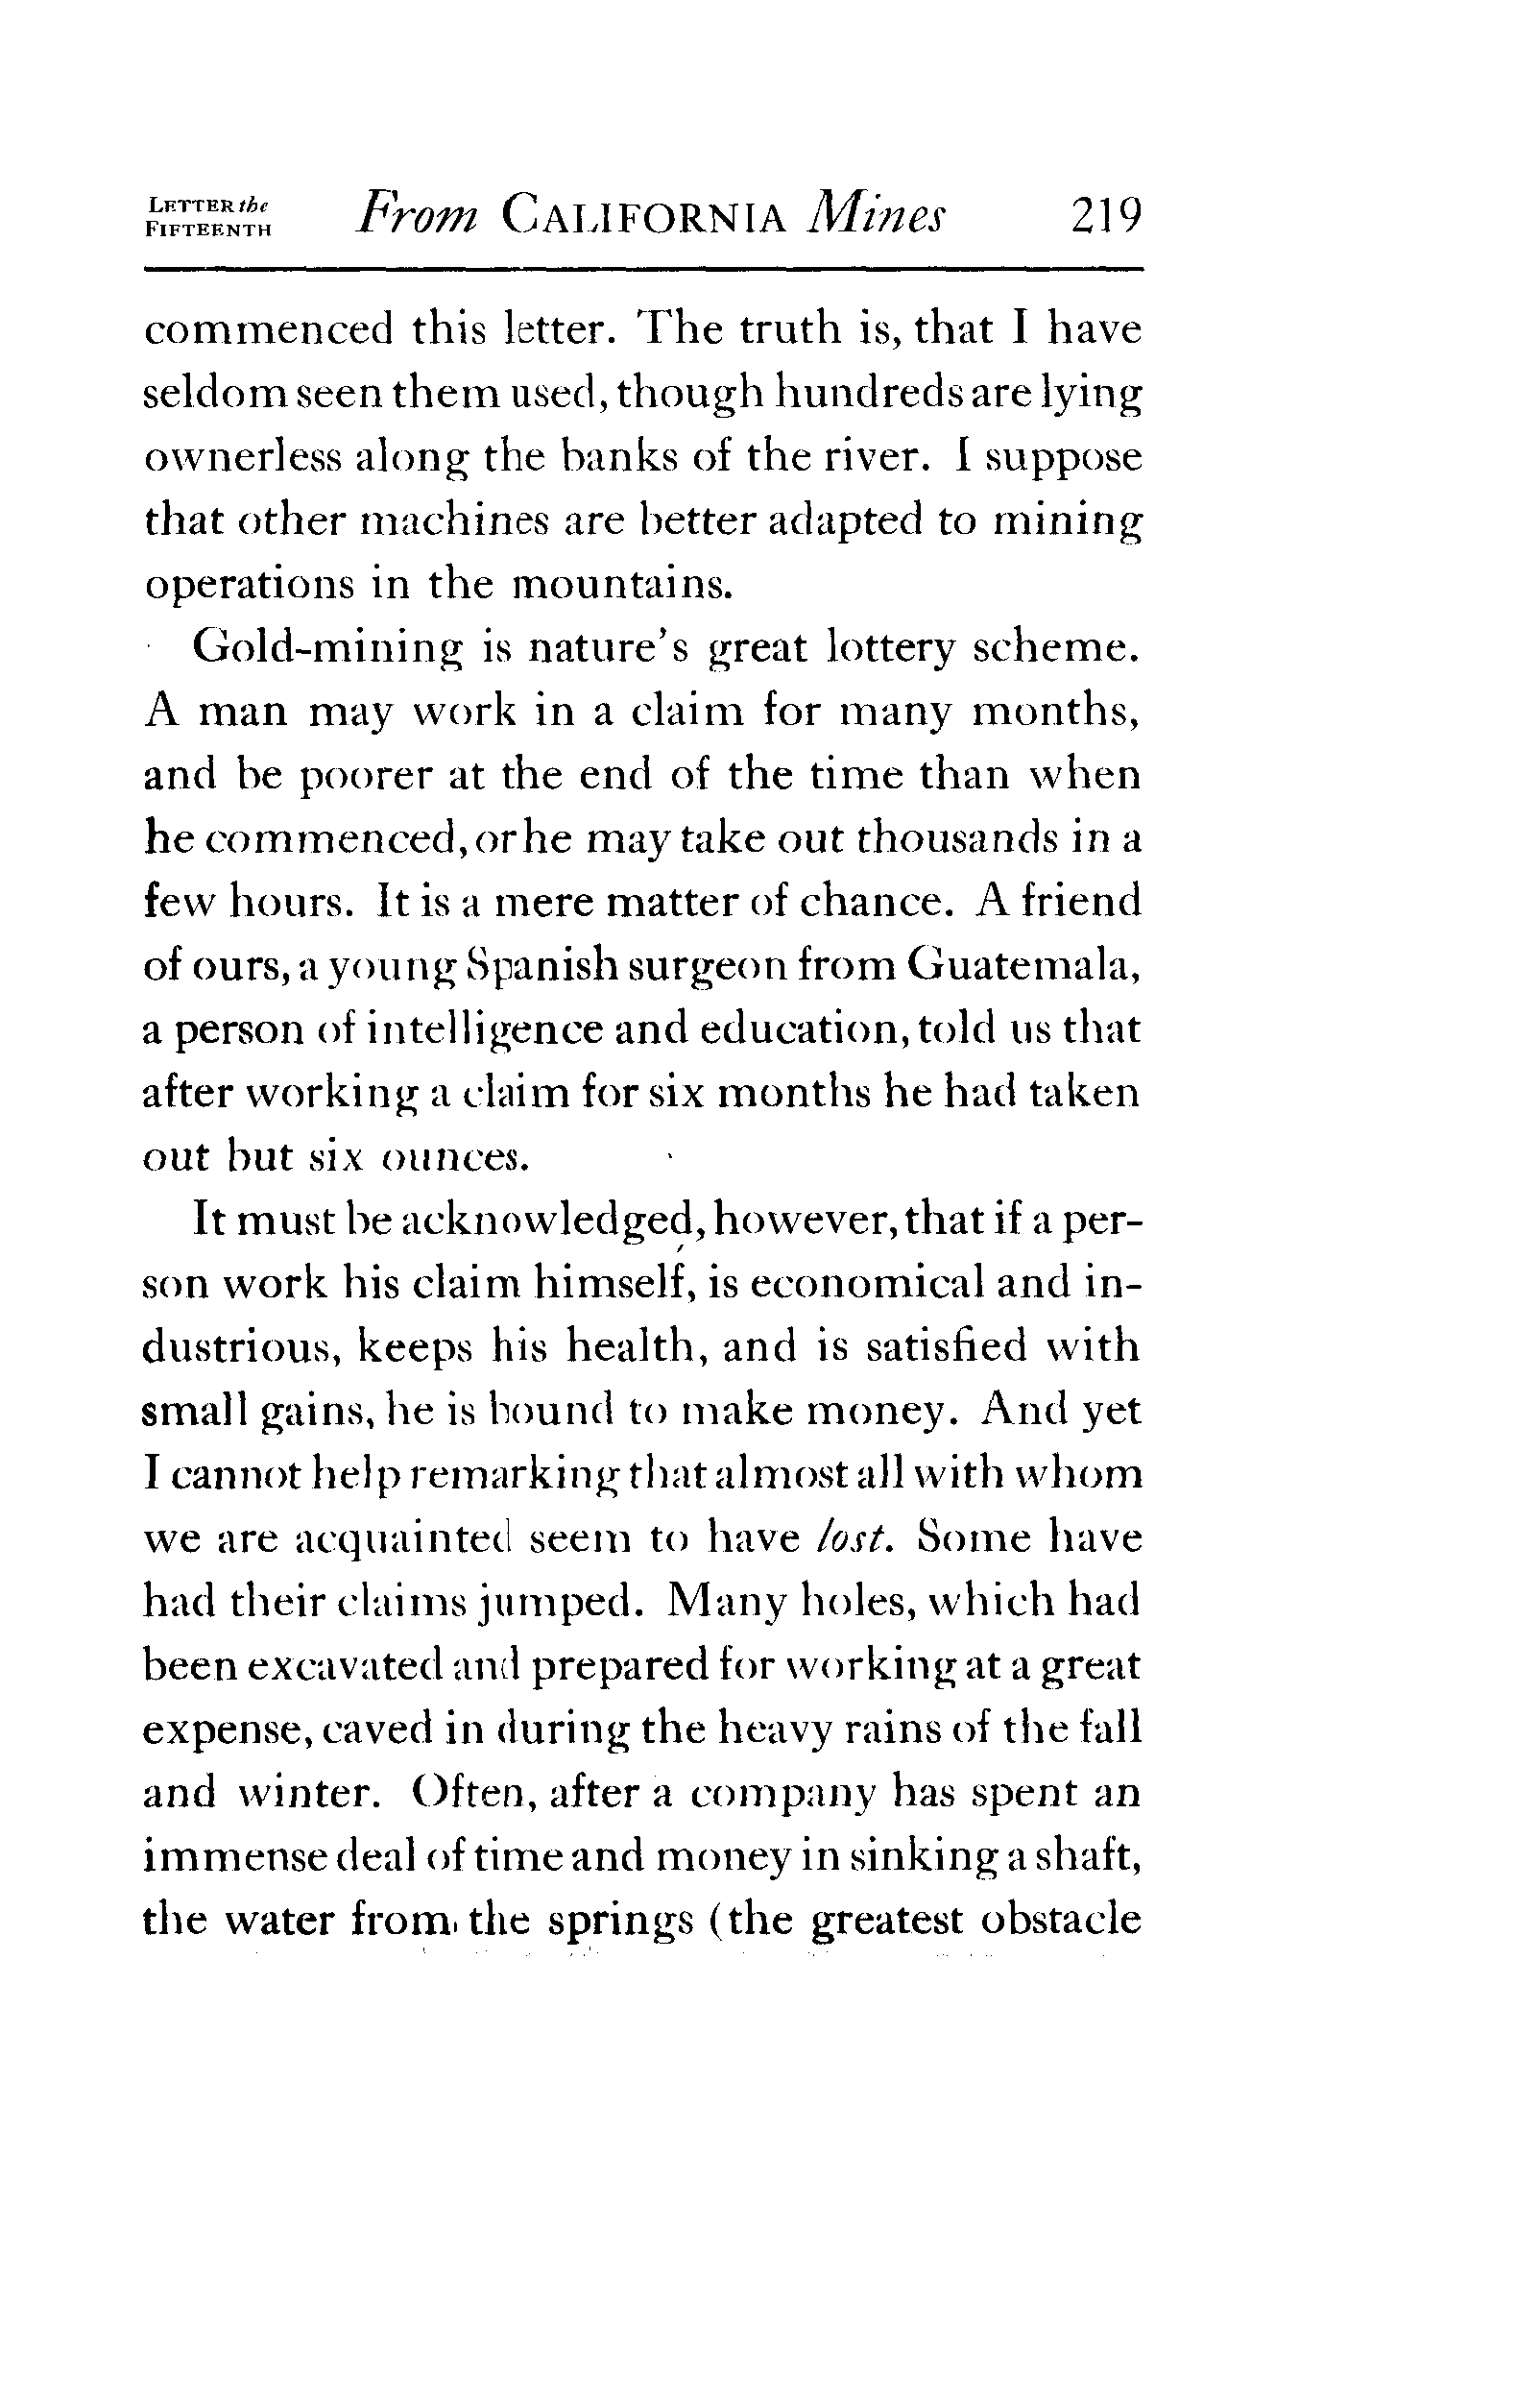 LETTER the
FIFTEENTH
From CALIFORNIA Mines 219
commenced this letter. The truth is, that I have
seldom seen them used, though hundreds are lying
ownerless along the banks of the river. I suppose
that other machines are better adapted to mining
operations in the mountains.
Gold-mining is nature's great lottery scheme.
A man may work in a claim for many months,
and be poorer at the end of the time than when
he commenced, or he may take out thousands in a
few hours. It is a mere matter of chance. A friend
of ours, a young Spanish surgeon from Guatemala,
a person of intelligence and education, told us that
after working a claim for six months he had taken
out but six ounces.
It must be acknowledged, however, that if a per-
son work his claim himself, is economical and in-
dustrious, keeps his health, and is satisfied with
small gains, he is bound to make money. And yet
I cannot help remarking that almost all with whom
we are acquainted seem to have lost. Some have
had their claims jumped. Many holes, which had
been excavated and prepared for working at a great
expense, caved in during the heavy rains of the fall
and winter. Often, after a company has spent an
immense deal of time and money in sinking a shaft,
the water from the springs (the greatest obstacle